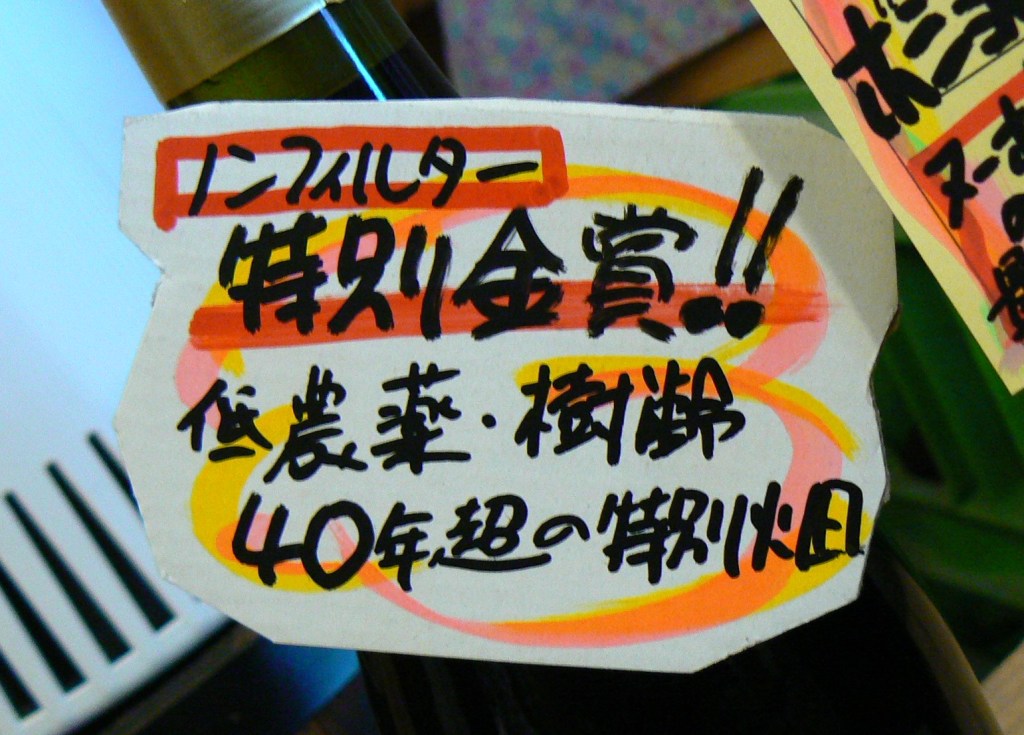 ノンフィルター
特別金賞!!
低農薬・樹齢
40年超の特別畑